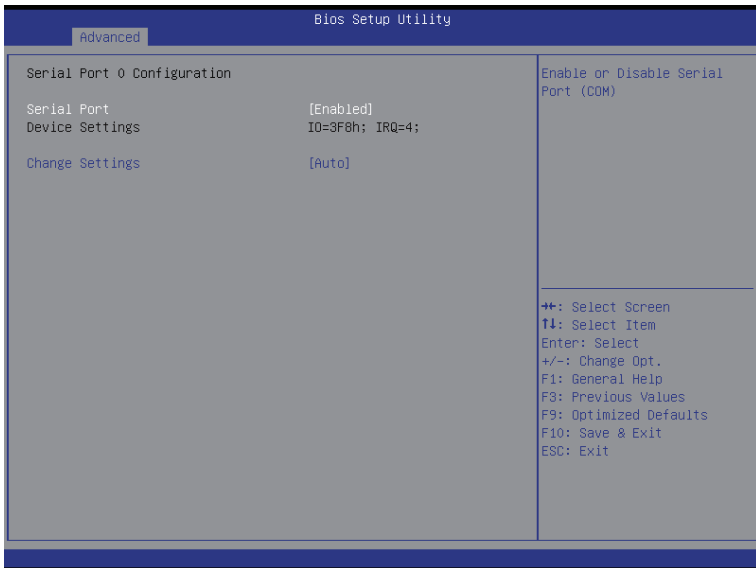 Bios Setup Utility
Advanced
Serial Port 0 Configuration
Serial Port [Enabled]
Device Settings IO=3F8h; IRQ=4;
Change Settings [Auto]
Enable or Disable Serial
Port (COM)
→←: Select Screen
↑↓: Select Item
Enter: Select
+/-: Change Opt.
F1: General Help
F3: Previous Values
F9: Optimized Defaults
F10: Save & Exit
ESC: Exit